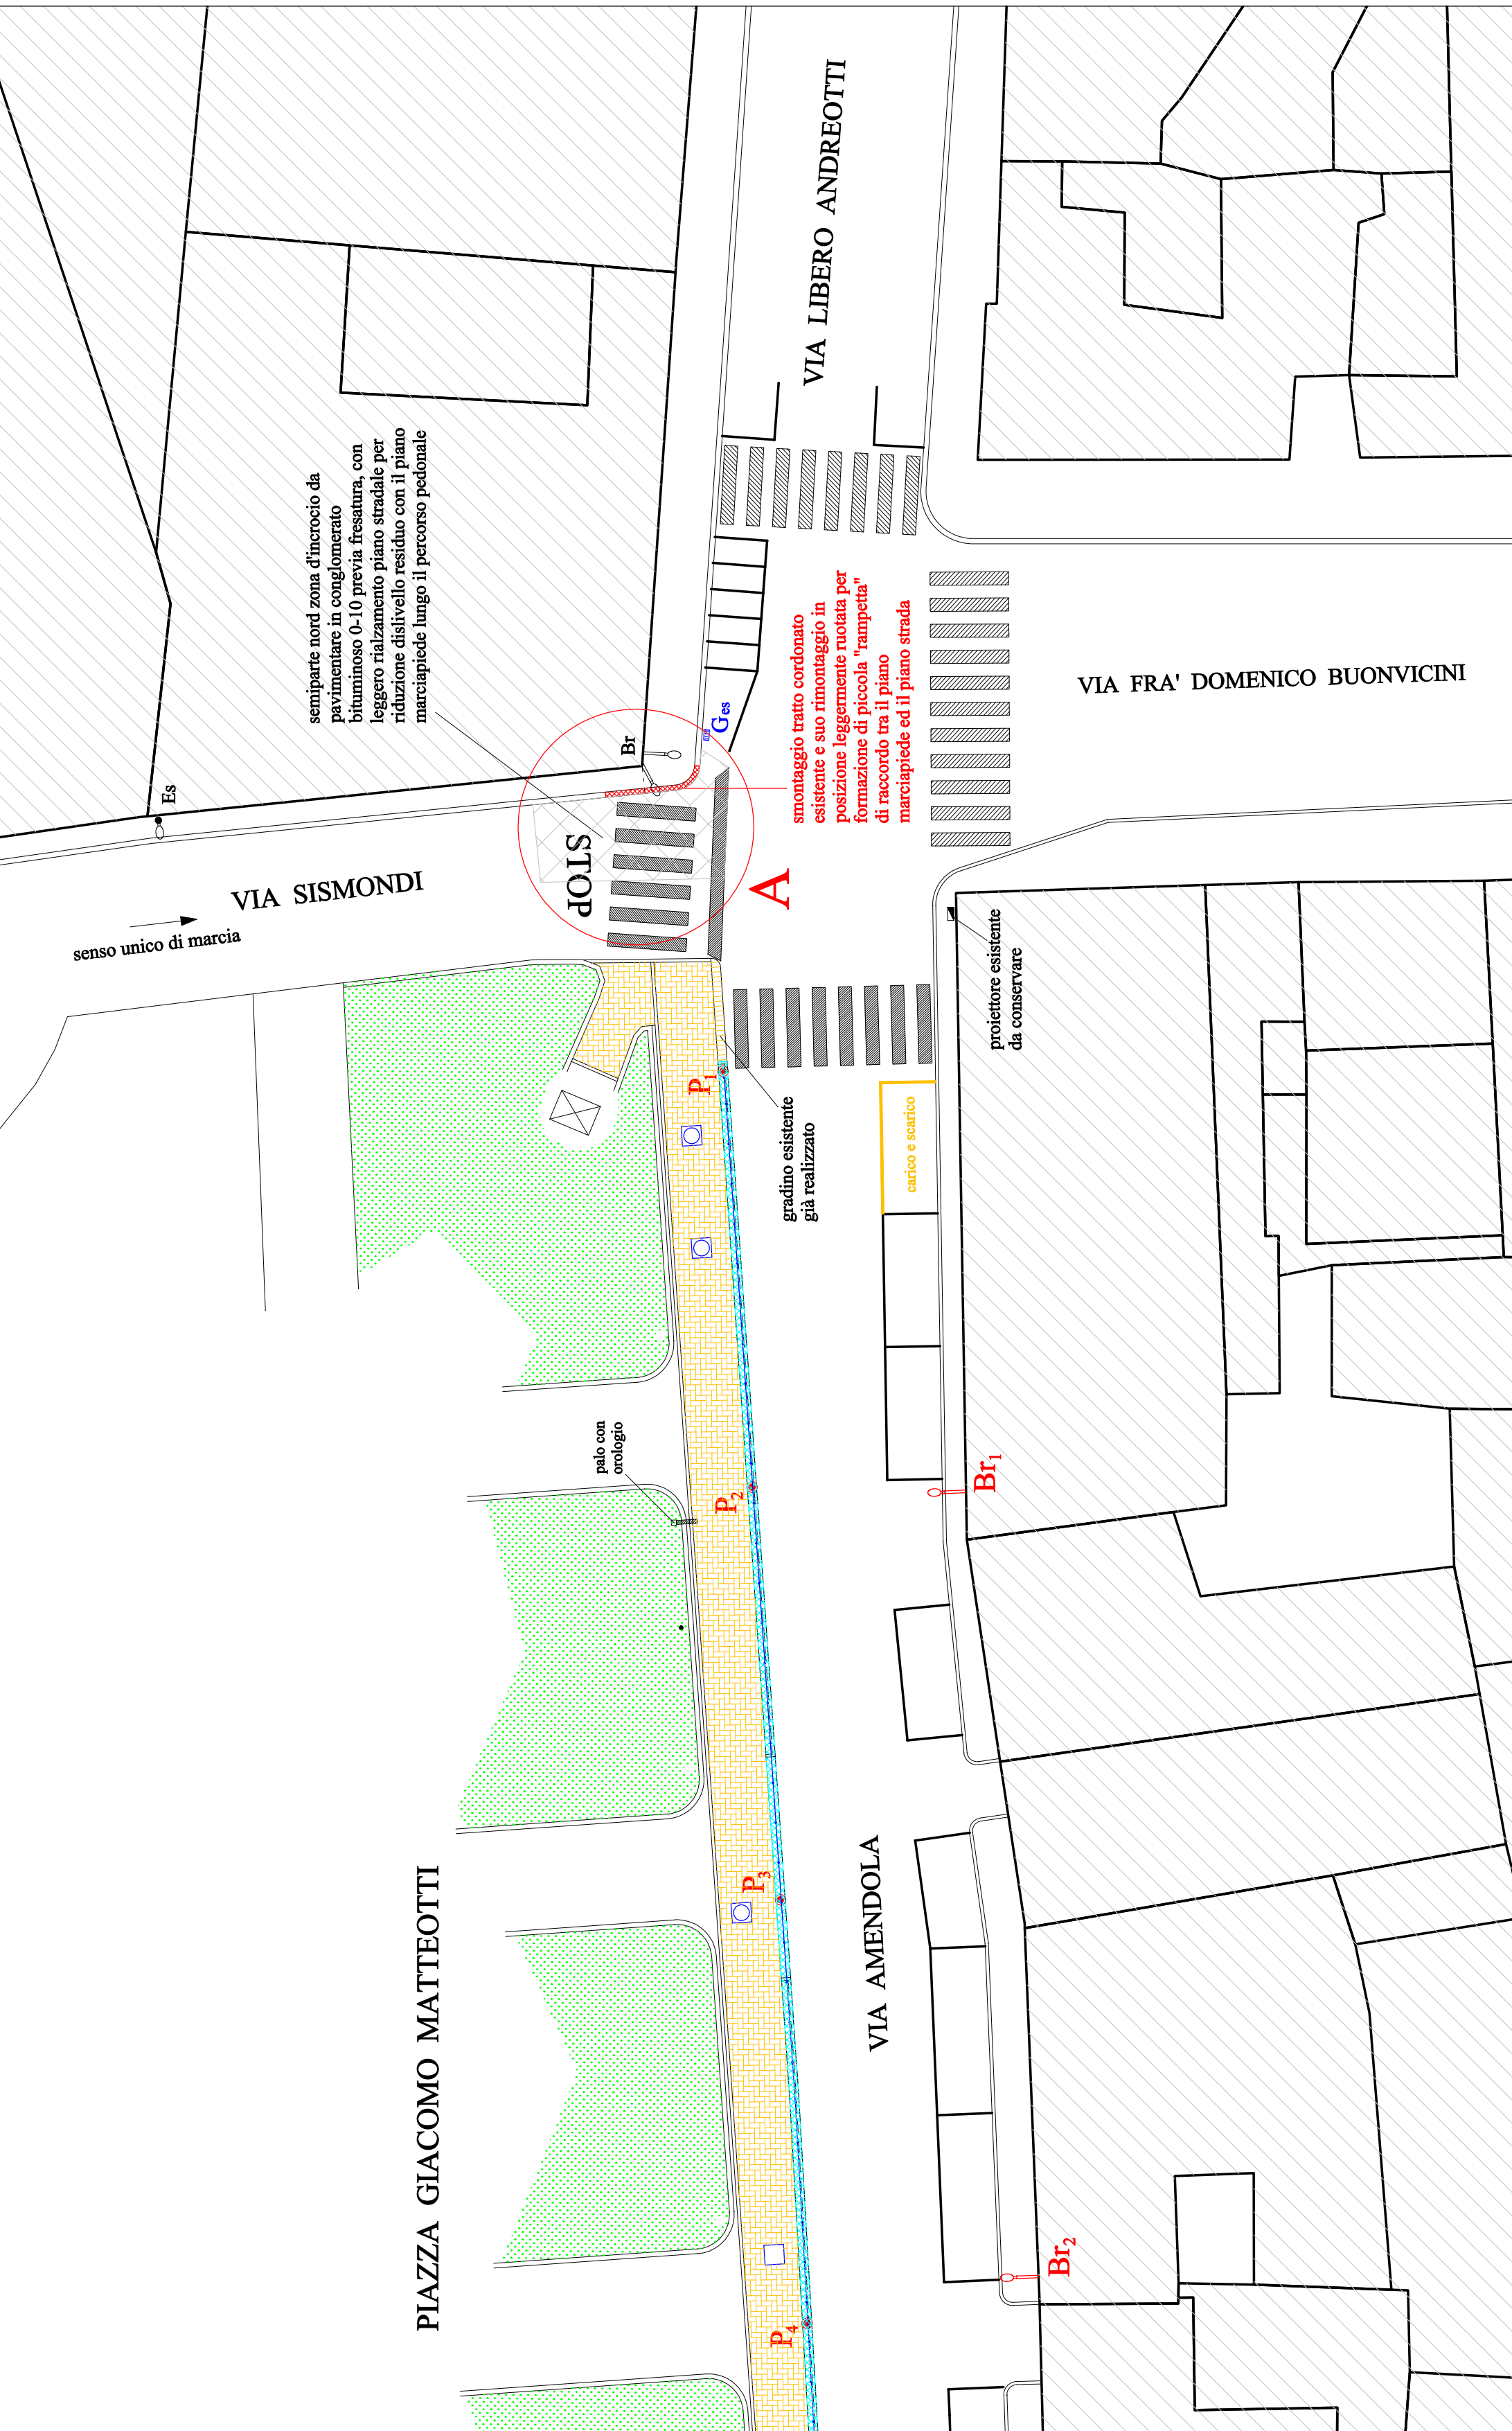 VIA LIBERO ANDREOTTI
semiparte nord zona d'incrocio da
pavimentare in conglomerato
bituminoso 0-10 previa fresatura, con
leggero rialzamento piano stradale per
riduzione dislivello residuo con il piano
marciapiede lungo il percorso pedonale
smontaggio tratto cordonato
esistente e suo rimontaggio in
posizione leggermente ruotata per
formazione di piccola "rampetta"
di raccordo tra il piano
marciapiede ed il piano strada
VIA FRA' DOMENICO BUONVICINI
Br
Ges
Es
STOP
A
VIA SISMONDI
senso unico di marcia
proiettore esistente
da conservare
P1
gradino esistente
già realizzato
carico e scarico
palo con
orologio
P2
Br1
P3
VIA AMENDOLA
PIAZZA GIACOMO MATTEOTTI
Br2
P4